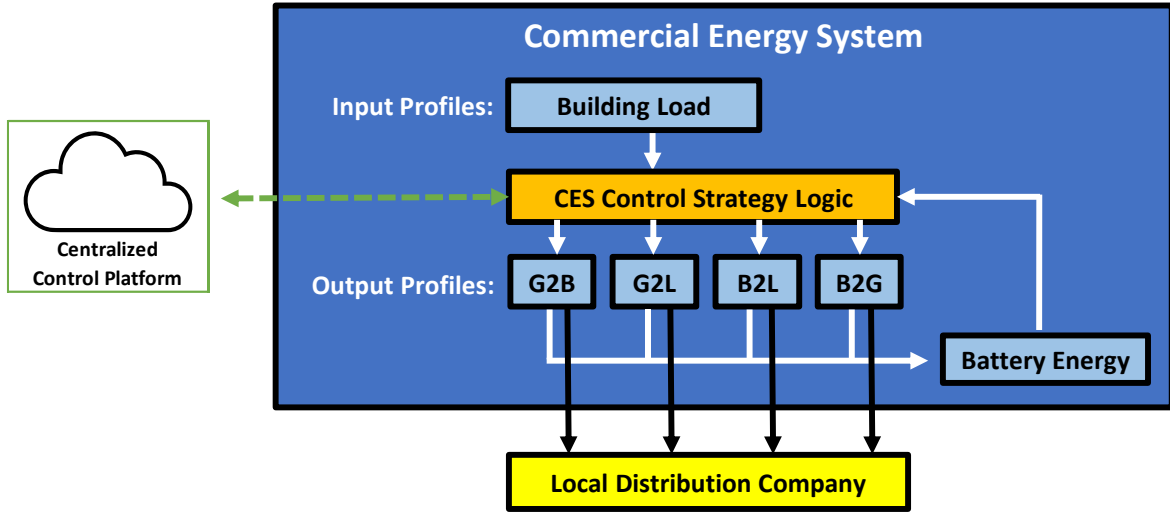 Commercial Energy System
Input Profiles:
Building Load
CES Control Strategy Logic
Centralized
Control Platform
Output Profiles:
G2B
G2L
B2L
B2G
Battery Energy
Local Distribution Company